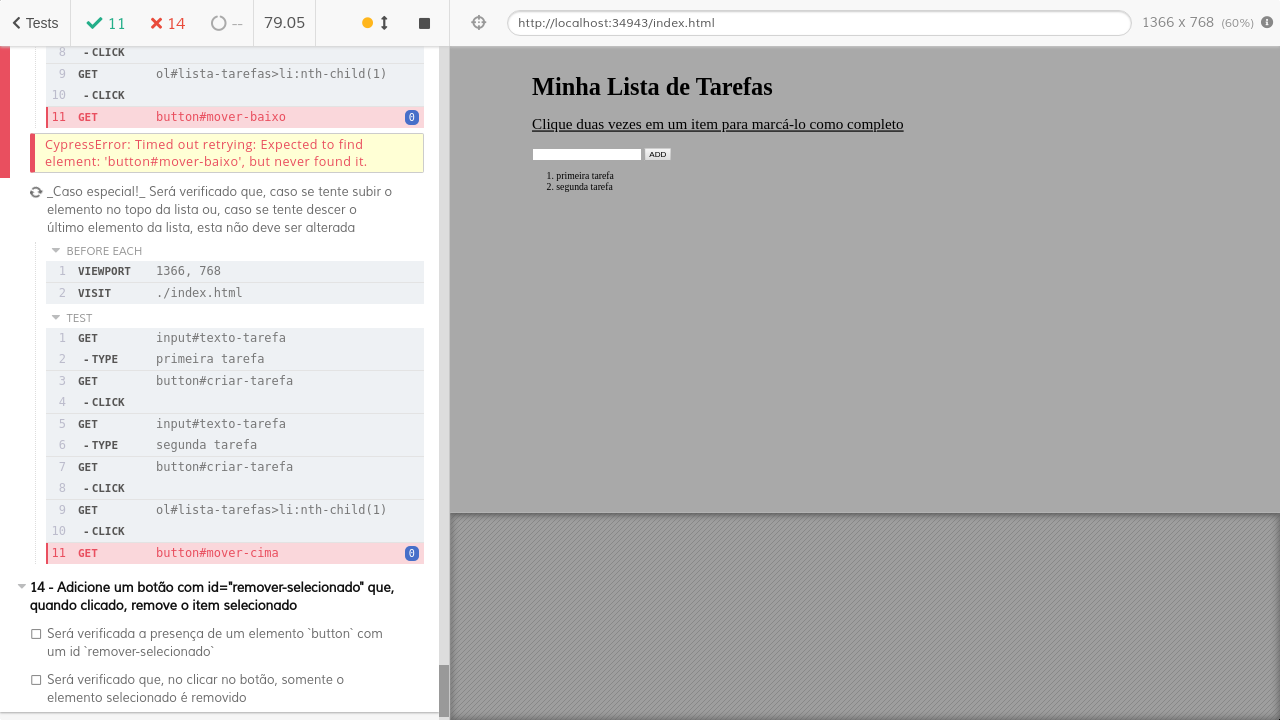 Tests
11
14
--
79.05
http://localhost:34943/index.html
1366 x 768 (60%)
8 - CLICK
9 GET ol#lista-tarefas>li:nth-child(1)
10 - CLICK
11 GET button#mover-baixo 0
CypressError: Timed out retrying: Expected to find
element: 'button#mover-baixo', but never found it.
_Caso especial!_ Será verificado que, caso se tente subir o
elemento no topo da lista ou, caso se tente descer o
último elemento da lista, esta não deve ser alterada
BEFORE EACH
1 VIEWPORT 1366, 768
2 VISIT ./index.html
TEST
1 GET input#texto-tarefa
2 - TYPE primeira tarefa
3 GET button#criar-tarefa
4 - CLICK
5 GET input#texto-tarefa
6 - TYPE segunda tarefa
7 GET button#criar-tarefa
8 - CLICK
9 GET ol#lista-tarefas>li:nth-child(1)
10 - CLICK
11 GET button#mover-cima 0
14 - Adicione um botão com id="remover-selecionado" que,
quando clicado, remove o item selecionado
Será verificada a presença de um elemento `button` com
um id `remover-selecionado`
Será verificado que, no clicar no botão, somente o
elemento selecionado é removido
Minha Lista de Tarefas
Clique duas vezes em um item para marcá-lo como completo
ADD
1. primeira tarefa
2. segunda tarefa